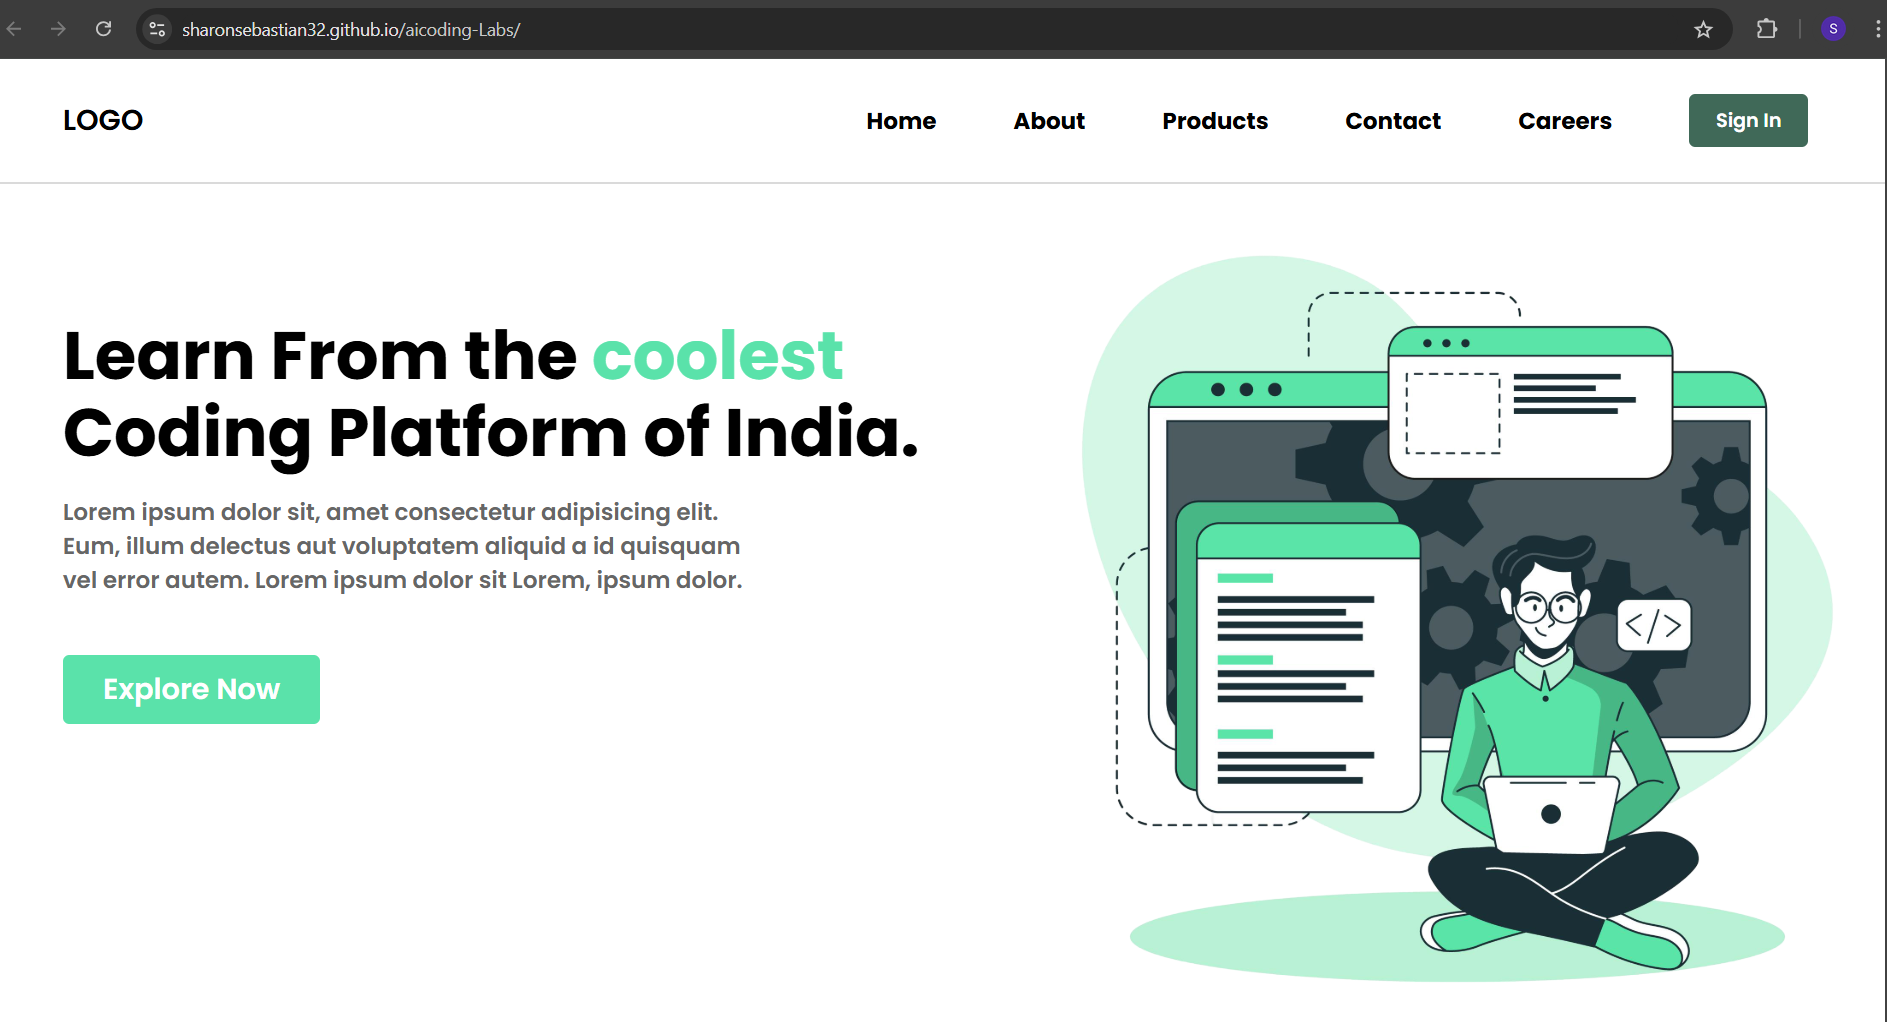 sharonsebastian32.github.io/aicoding-Labs/
S
LOGO
Home About Products Contact Careers Sign In
Learn From the coolest
Coding Platform of India.
Lorem ipsum dolor sit, amet consectetur adipisicing elit.
Eum, illum delectus aut voluptatem aliquid a id quisquam
vel error autem. Lorem ipsum dolor sit Lorem, ipsum dolor.
Explore Now
</>